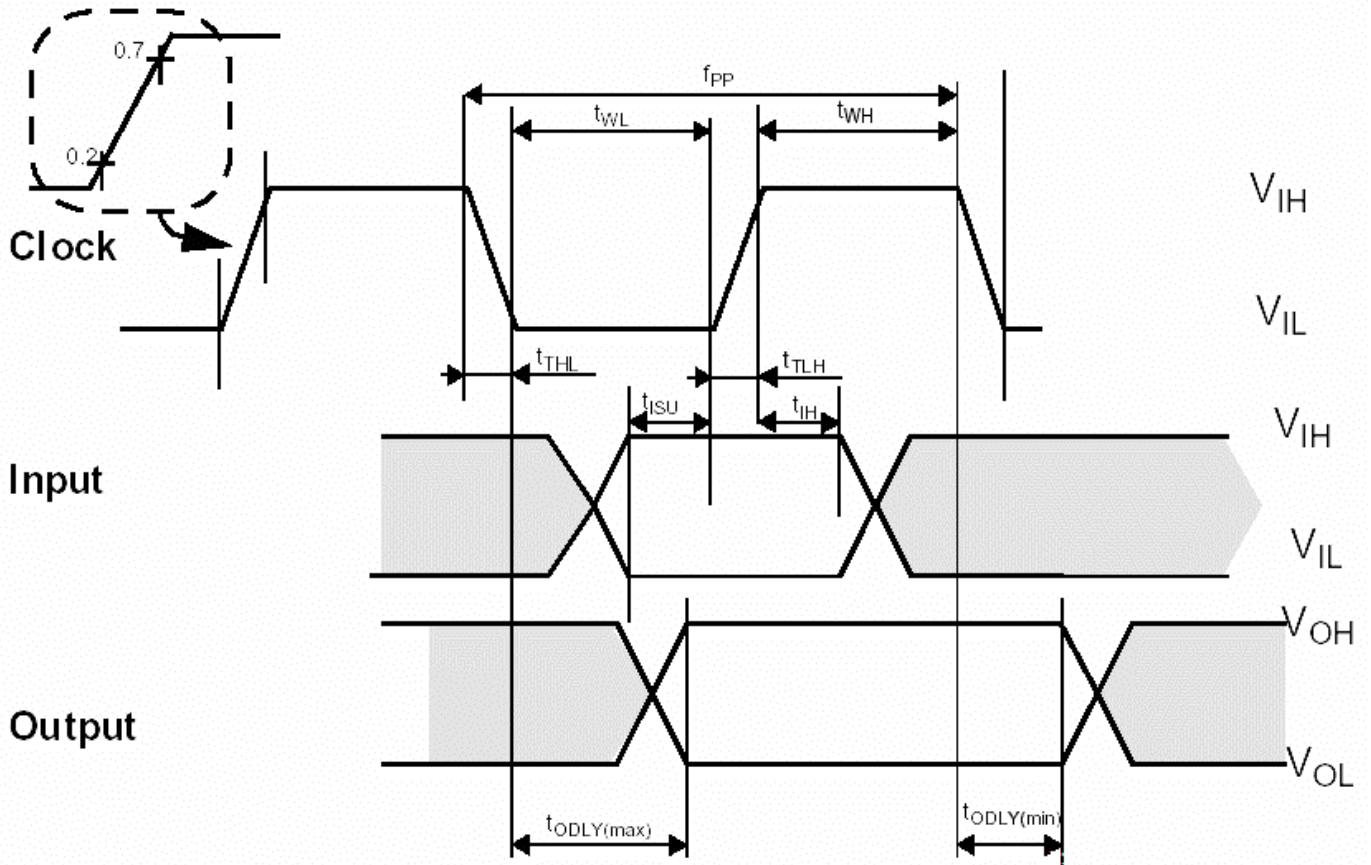 0.7
0.2
fPP
tWL
tWH
Clock
VIH
VIL
tTHL
tTLH
tISU
tIH
VIH
Input
VIL
VOH
Output
VOL
tODLY(max)
tODLY(min)